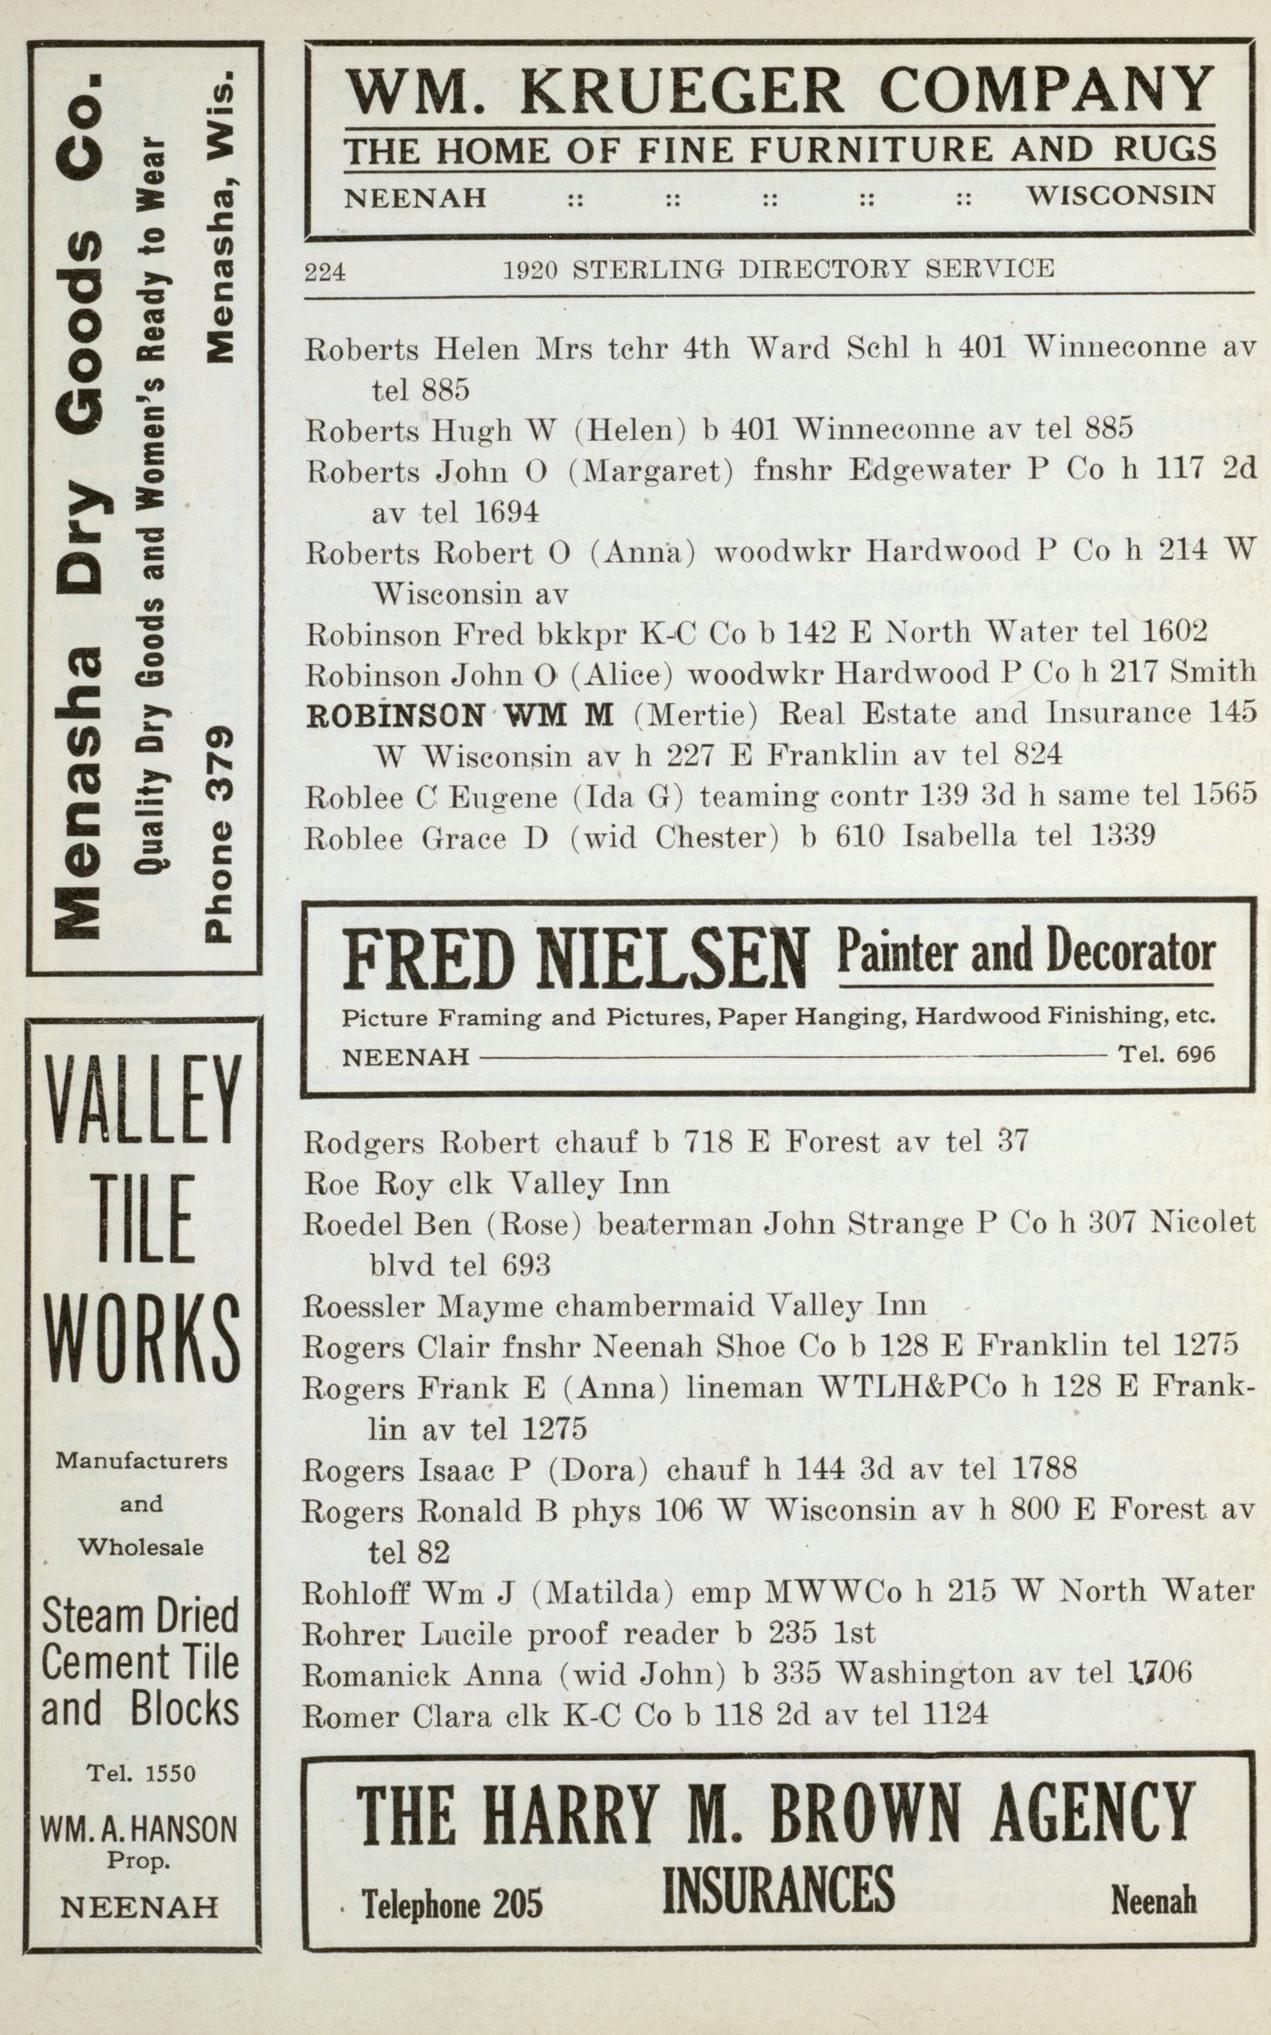 Menasha Dry Goods Co.
Quality Dry Goods and Women's Ready to Wear
Phone 379 Menasha, Wis.
VALLEY
TILE
WORKS
Manufacturers
and
Wholesale
Steam Dried
Cement Tile
and Blocks
Tel. 1550
WM. A. HANSON
Prop.
NEENAH
WM. KRUEGER COMPANY
THE HOME OF FINE FURNITURE AND RUGS
NEENAH :: :: :: :: :: WISCONSIN
224 1920 STERLING DIRECTORY SERVICE
Roberts Helen Mrs tchr 4th Ward Schl h 401 Winneconne av
tel 885
Roberts Hugh W (Helen) b 401 Winneconne av tel 885
Roberts John O (Margaret) fnshr Edgewater P Co h 117 2d
av tel 1694
Roberts Robert O (Anna) woodwkr Hardwood P Co h 214 W
Wisconsin av
Robinson Fred bkkpr K-C Co b 142 E North Water tel 1602
Robinson John O (Alice) woodwkr Hardwood P Co h 217 Smith
ROBINSON WM M (Mertie) Real Estate and Insurance 145
W Wisconsin av h 227 E Franklin av tel 824
Roblee C Eugene (Ida G) teaming contr 139 3d h same tel 1565
Roblee Grace D (wid Chester) b 610 Isabella tel 1339
FRED NIELSEN Painter and Decorator
Picture Framing and Pictures, Paper Hanging, Hardwood Finishing, etc.
NEENAH Tel. 696
Rodgers Robert chauf b 718 E Forest av tel 37
Roe Roy clk Valley Inn
Roedel Ben (Rose) beaterman John Strange P Co h 307 Nicolet
blvd tel 693
Roessler Mayme chambermaid Valley Inn
Rogers Clair fnshr Neenah Shoe Co b 128 E Franklin tel 1275
Rogers Frank E (Anna) lineman WTLH&PCo h 128 E Frank-
lin av tel 1275
Rogers Isaac P (Dora) chauf h 144 3d av tel 1788
Rogers Ronald B phys 106 W Wisconsin av h 800 E Forest av
tel 82
Rohloff Wm J (Matilda) emp MWWCo h 215 W North Water
Rohrer Lucile proof reader b 235 1st
Romanick Anna (wid John) b 335 Washington av tel 1706
Romer Clara clk K-C Co b 118 2d av tel 1124
THE HARRY M. BROWN AGENCY
Telephone 205 INSURANCES Neenah